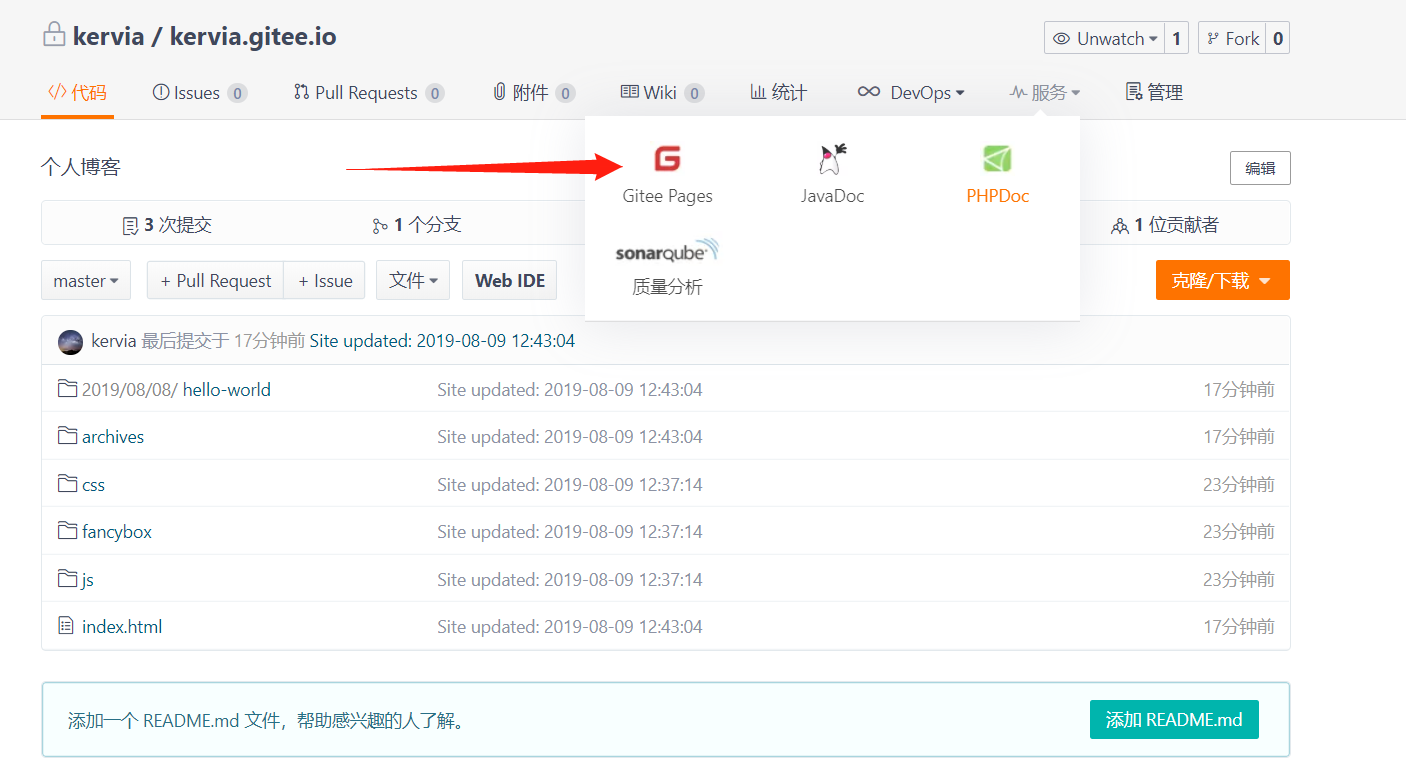 kervia / kervia.gitee.io
Unwatch 1 Fork 0
代码 Issues 0 Pull Requests 0 附件 0 Wiki 0 统计 DevOps 服务 管理
个人博客
编辑
Gitee Pages JavaDoc PHPDoc
sonarqube
质量分析
3 次提交 1 个分支 1 位贡献者
master + Pull Request + Issue 文件 Web IDE 克隆/下载
kervia 最后提交于 17分钟前 Site updated: 2019-08-09 12:43:04
2019/08/08/ hello-world Site updated: 2019-08-09 12:43:04 17分钟前
archives Site updated: 2019-08-09 12:43:04 17分钟前
css Site updated: 2019-08-09 12:37:14 23分钟前
fancybox Site updated: 2019-08-09 12:37:14 23分钟前
js Site updated: 2019-08-09 12:37:14 23分钟前
index.html Site updated: 2019-08-09 12:43:04 17分钟前
添加一个 README.md 文件，帮助感兴趣的人了解。
添加 README.md